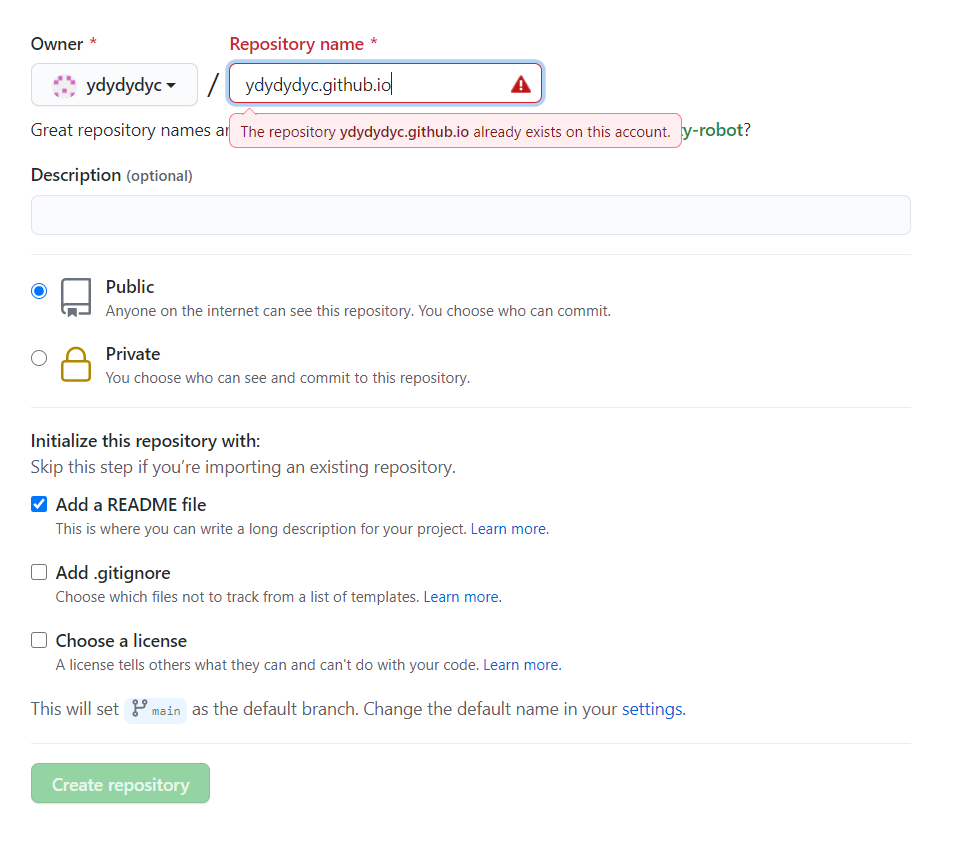 Owner *
Repository name *
ydydydyc
/
ydydydyc.github.io
Great repository names ar
The repository ydydydyc.github.io already exists on this account.
y-robot?
Description (optional)
Public
Anyone on the internet can see this repository. You choose who can commit.
Private
You choose who can see and commit to this repository.
Initialize this repository with:
Skip this step if you're importing an existing repository.
Add a README file
This is where you can write a long description for your project. Learn more.
Add .gitignore
Choose which files not to track from a list of templates. Learn more.
Choose a license
A license tells others what they can and can't do with your code. Learn more.
This will set main as the default branch. Change the default name in your settings.
Create repository